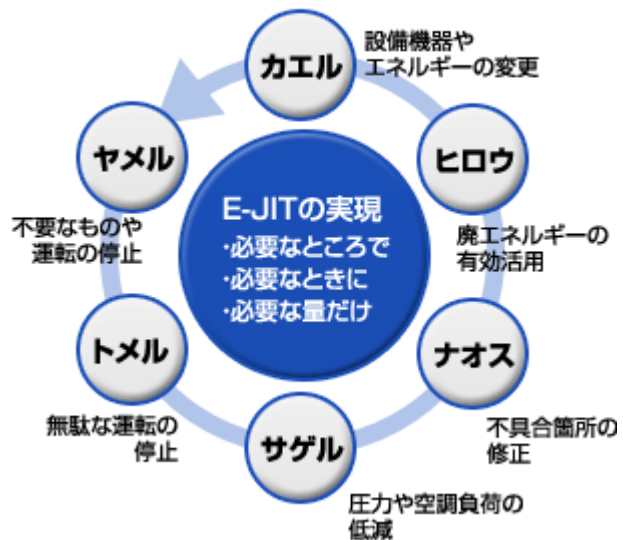 カエル
設備機器や
エネルギーの変更
ヒロウ
廃エネルギーの
有効活用
ナオス
不具合箇所の
修正
サゲル
圧力や空調負荷の
低減
トメル
無駄な運転の
停止
ヤメル
不要なものや
運転の停止
E-JITの実現
・必要なところで
・必要なときに
・必要な量だけ